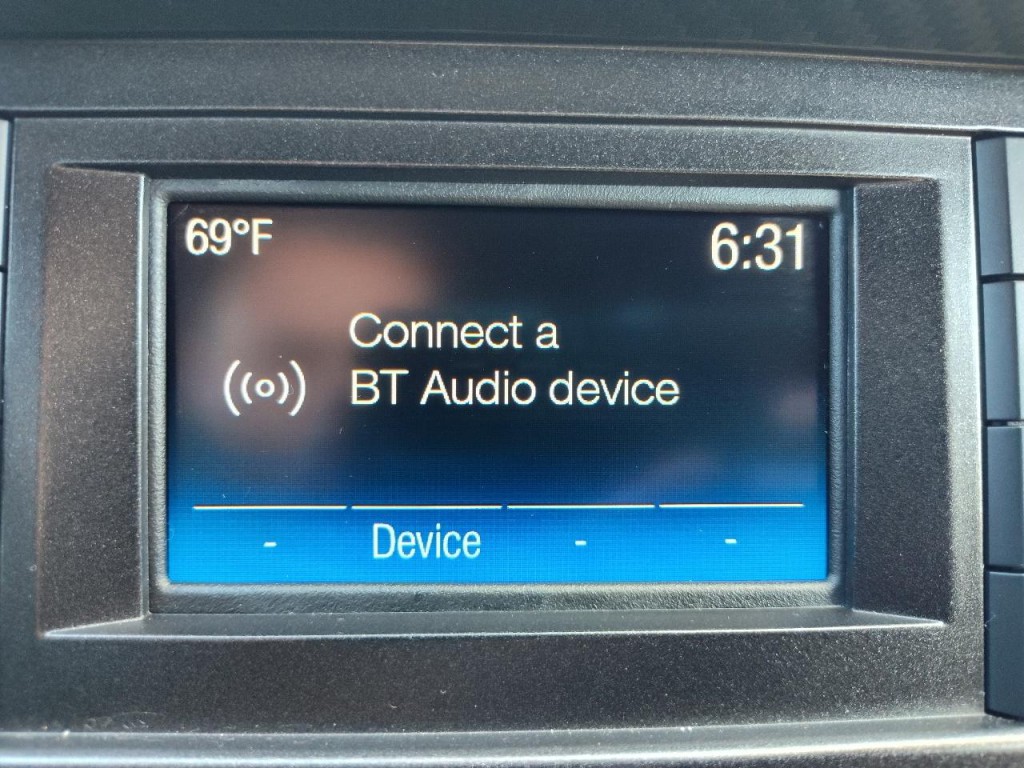 69°F
6:31
Connect a
BT Audio device
- Device - -